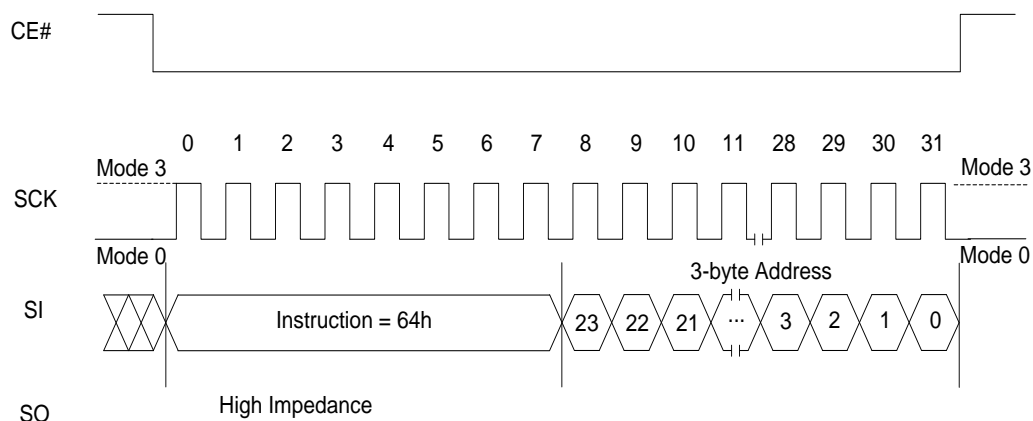 CE#
0 1 2 3 4 5 6 7 8 9 10 11 28 29 30 31
Mode 3 Mode 3
SCK
Mode 0 Mode 0
3-byte Address
SI Instruction = 64h 23 22 21 ... 3 2 1 0
High Impedance
SO